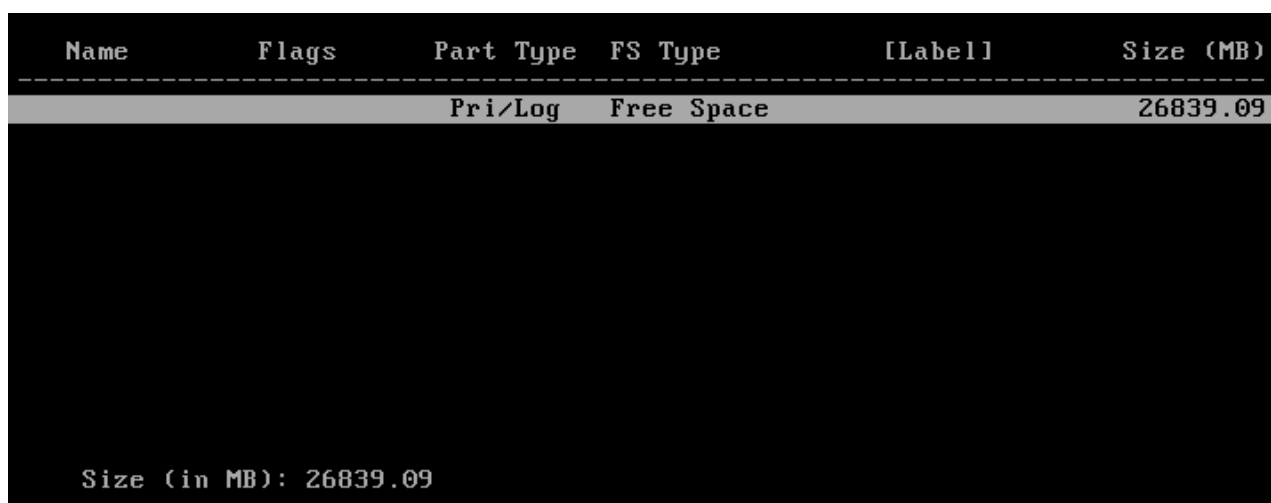 Name Flags Part Type FS Type [Label] Size (MB)
------------------------------------------------------------------------------
Pri/Log Free Space 26839.09
Size (in MB): 26839.09